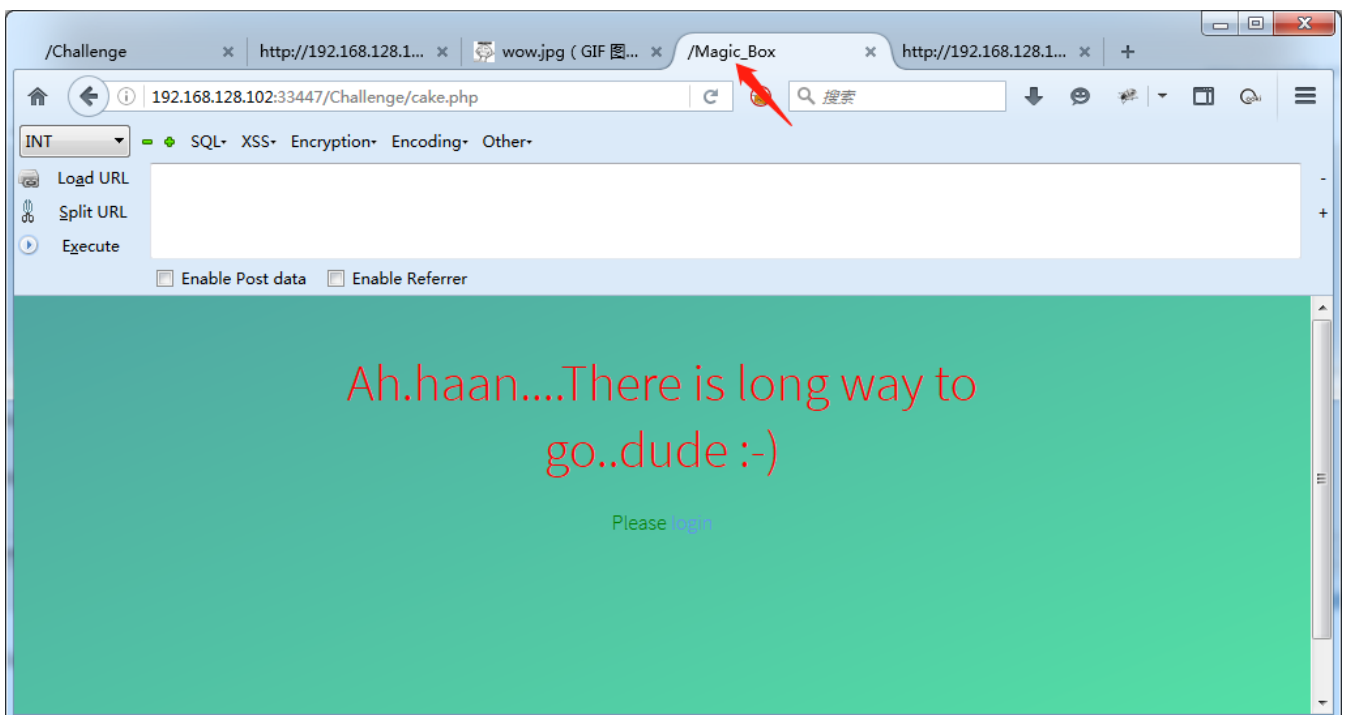 /Challenge
http://192.168.128.1...
wow.jpg ( GIF 图...
/Magic_Box
http://192.168.128.1...
192.168.128.102:33447/Challenge/cake.php
搜索
INT
SQL
XSS
Encryption
Encoding
Other
Load URL
Split URL
Execute
Enable Post data
Enable Referrer
Ah.haan....There is long way to
go..dude :-)
Please login